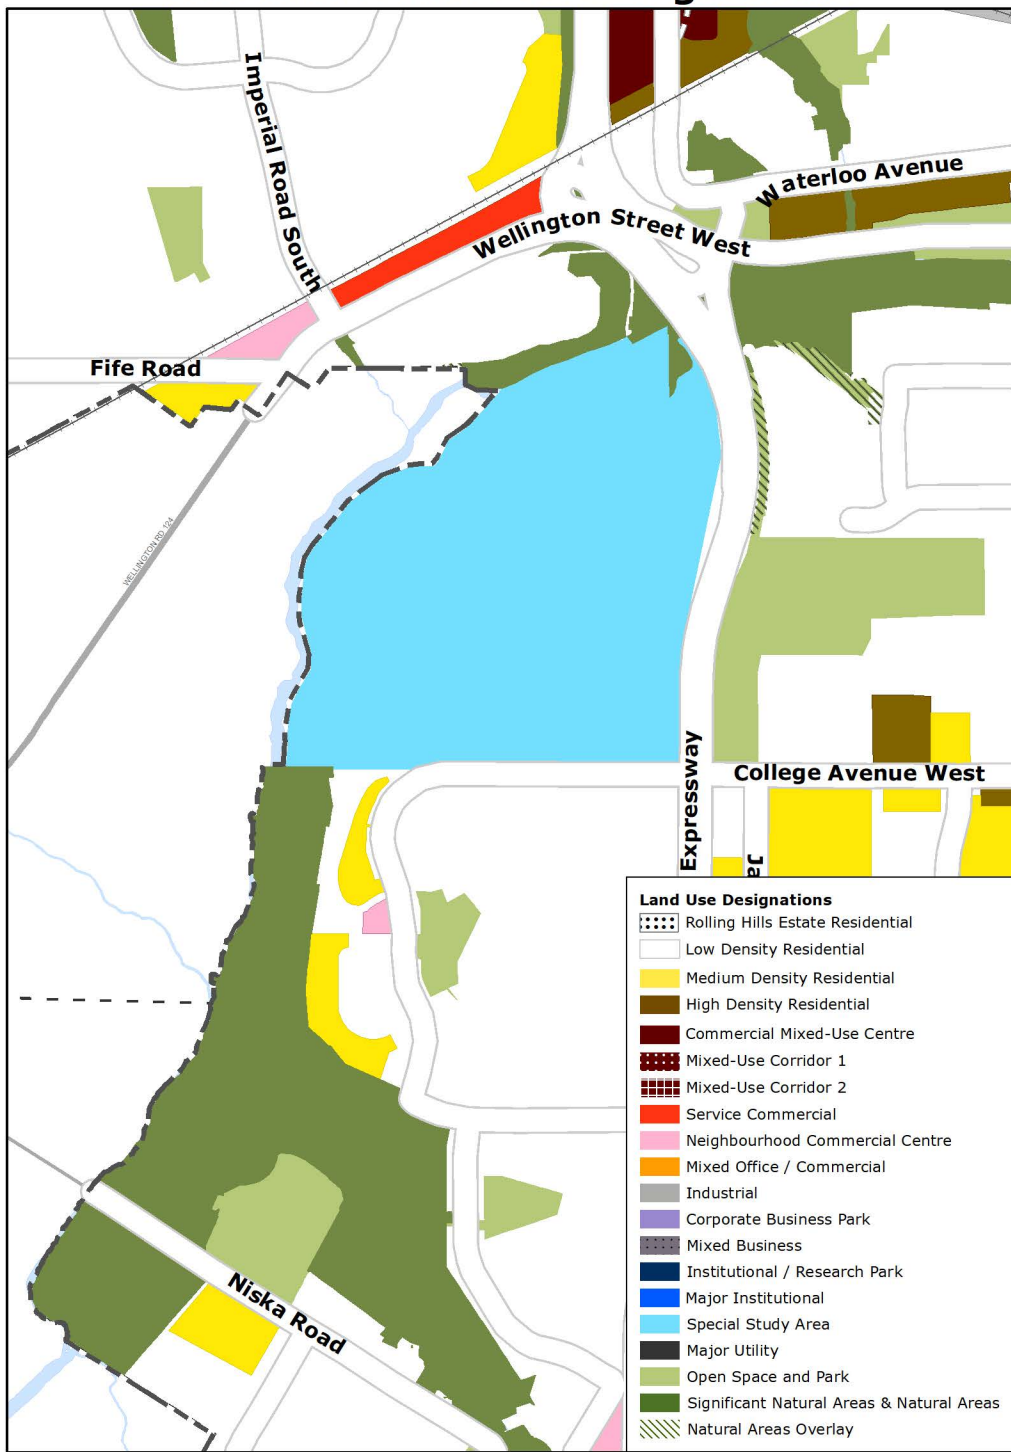 Imperial Road South
Waterloo Avenue
Wellington Street West
Fife Road
WELLINGTON RD 124
Expressway
College Avenue West
Ja
Niska Road
Land Use Designations
Rolling Hills Estate Residential
Low Density Residential
Medium Density Residential
High Density Residential
Commercial Mixed-Use Centre
Mixed-Use Corridor 1
Mixed-Use Corridor 2
Service Commercial
Neighbourhood Commercial Centre
Mixed Office / Commercial
Industrial
Corporate Business Park
Mixed Business
Institutional / Research Park
Major Institutional
Special Study Area
Major Utility
Open Space and Park
Significant Natural Areas & Natural Areas
Natural Areas Overlay